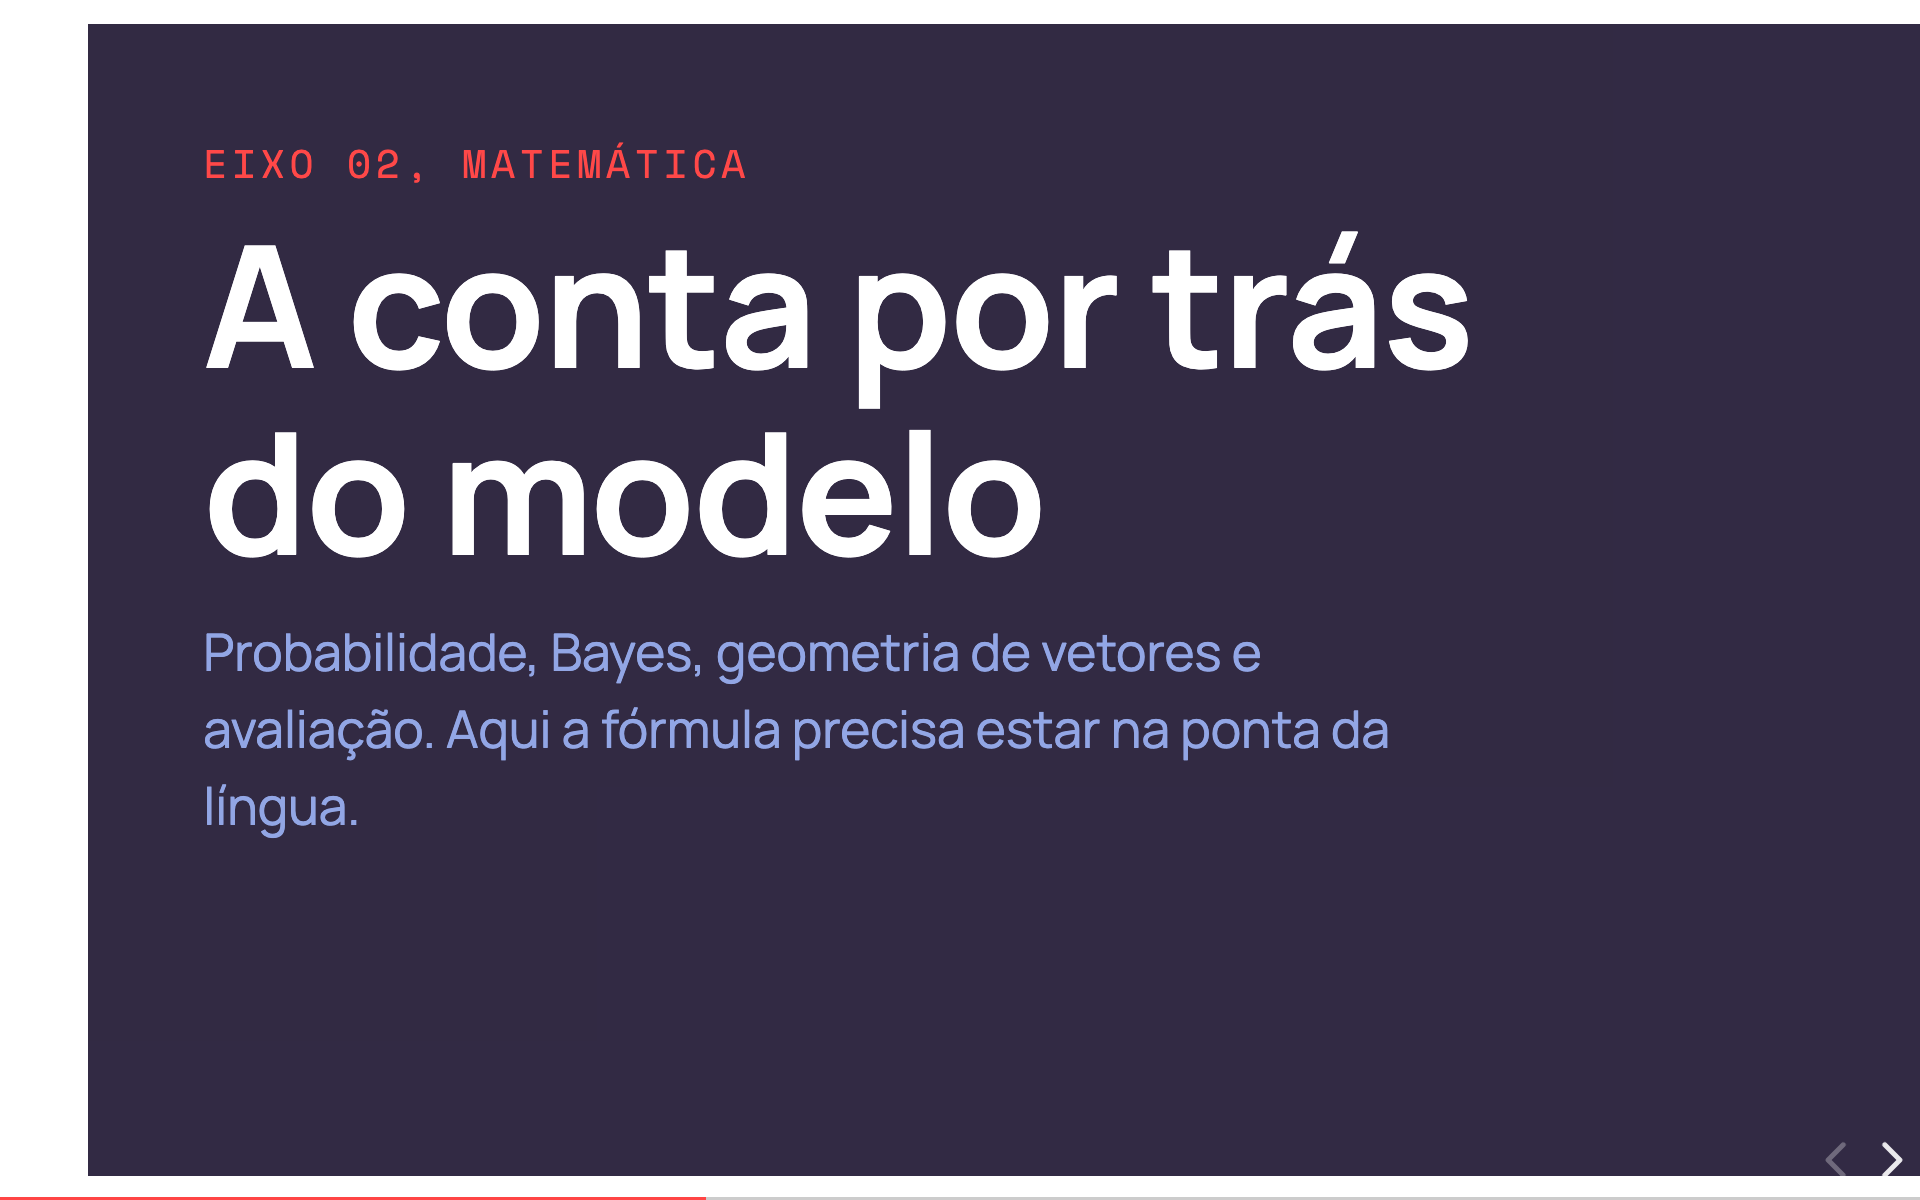 EIXO 02, MATEMÁTICA
A conta por trás
do modelo
Probabilidade, Bayes, geometria de vetores e
avaliação. Aqui a fórmula precisa estar na ponta da
língua.